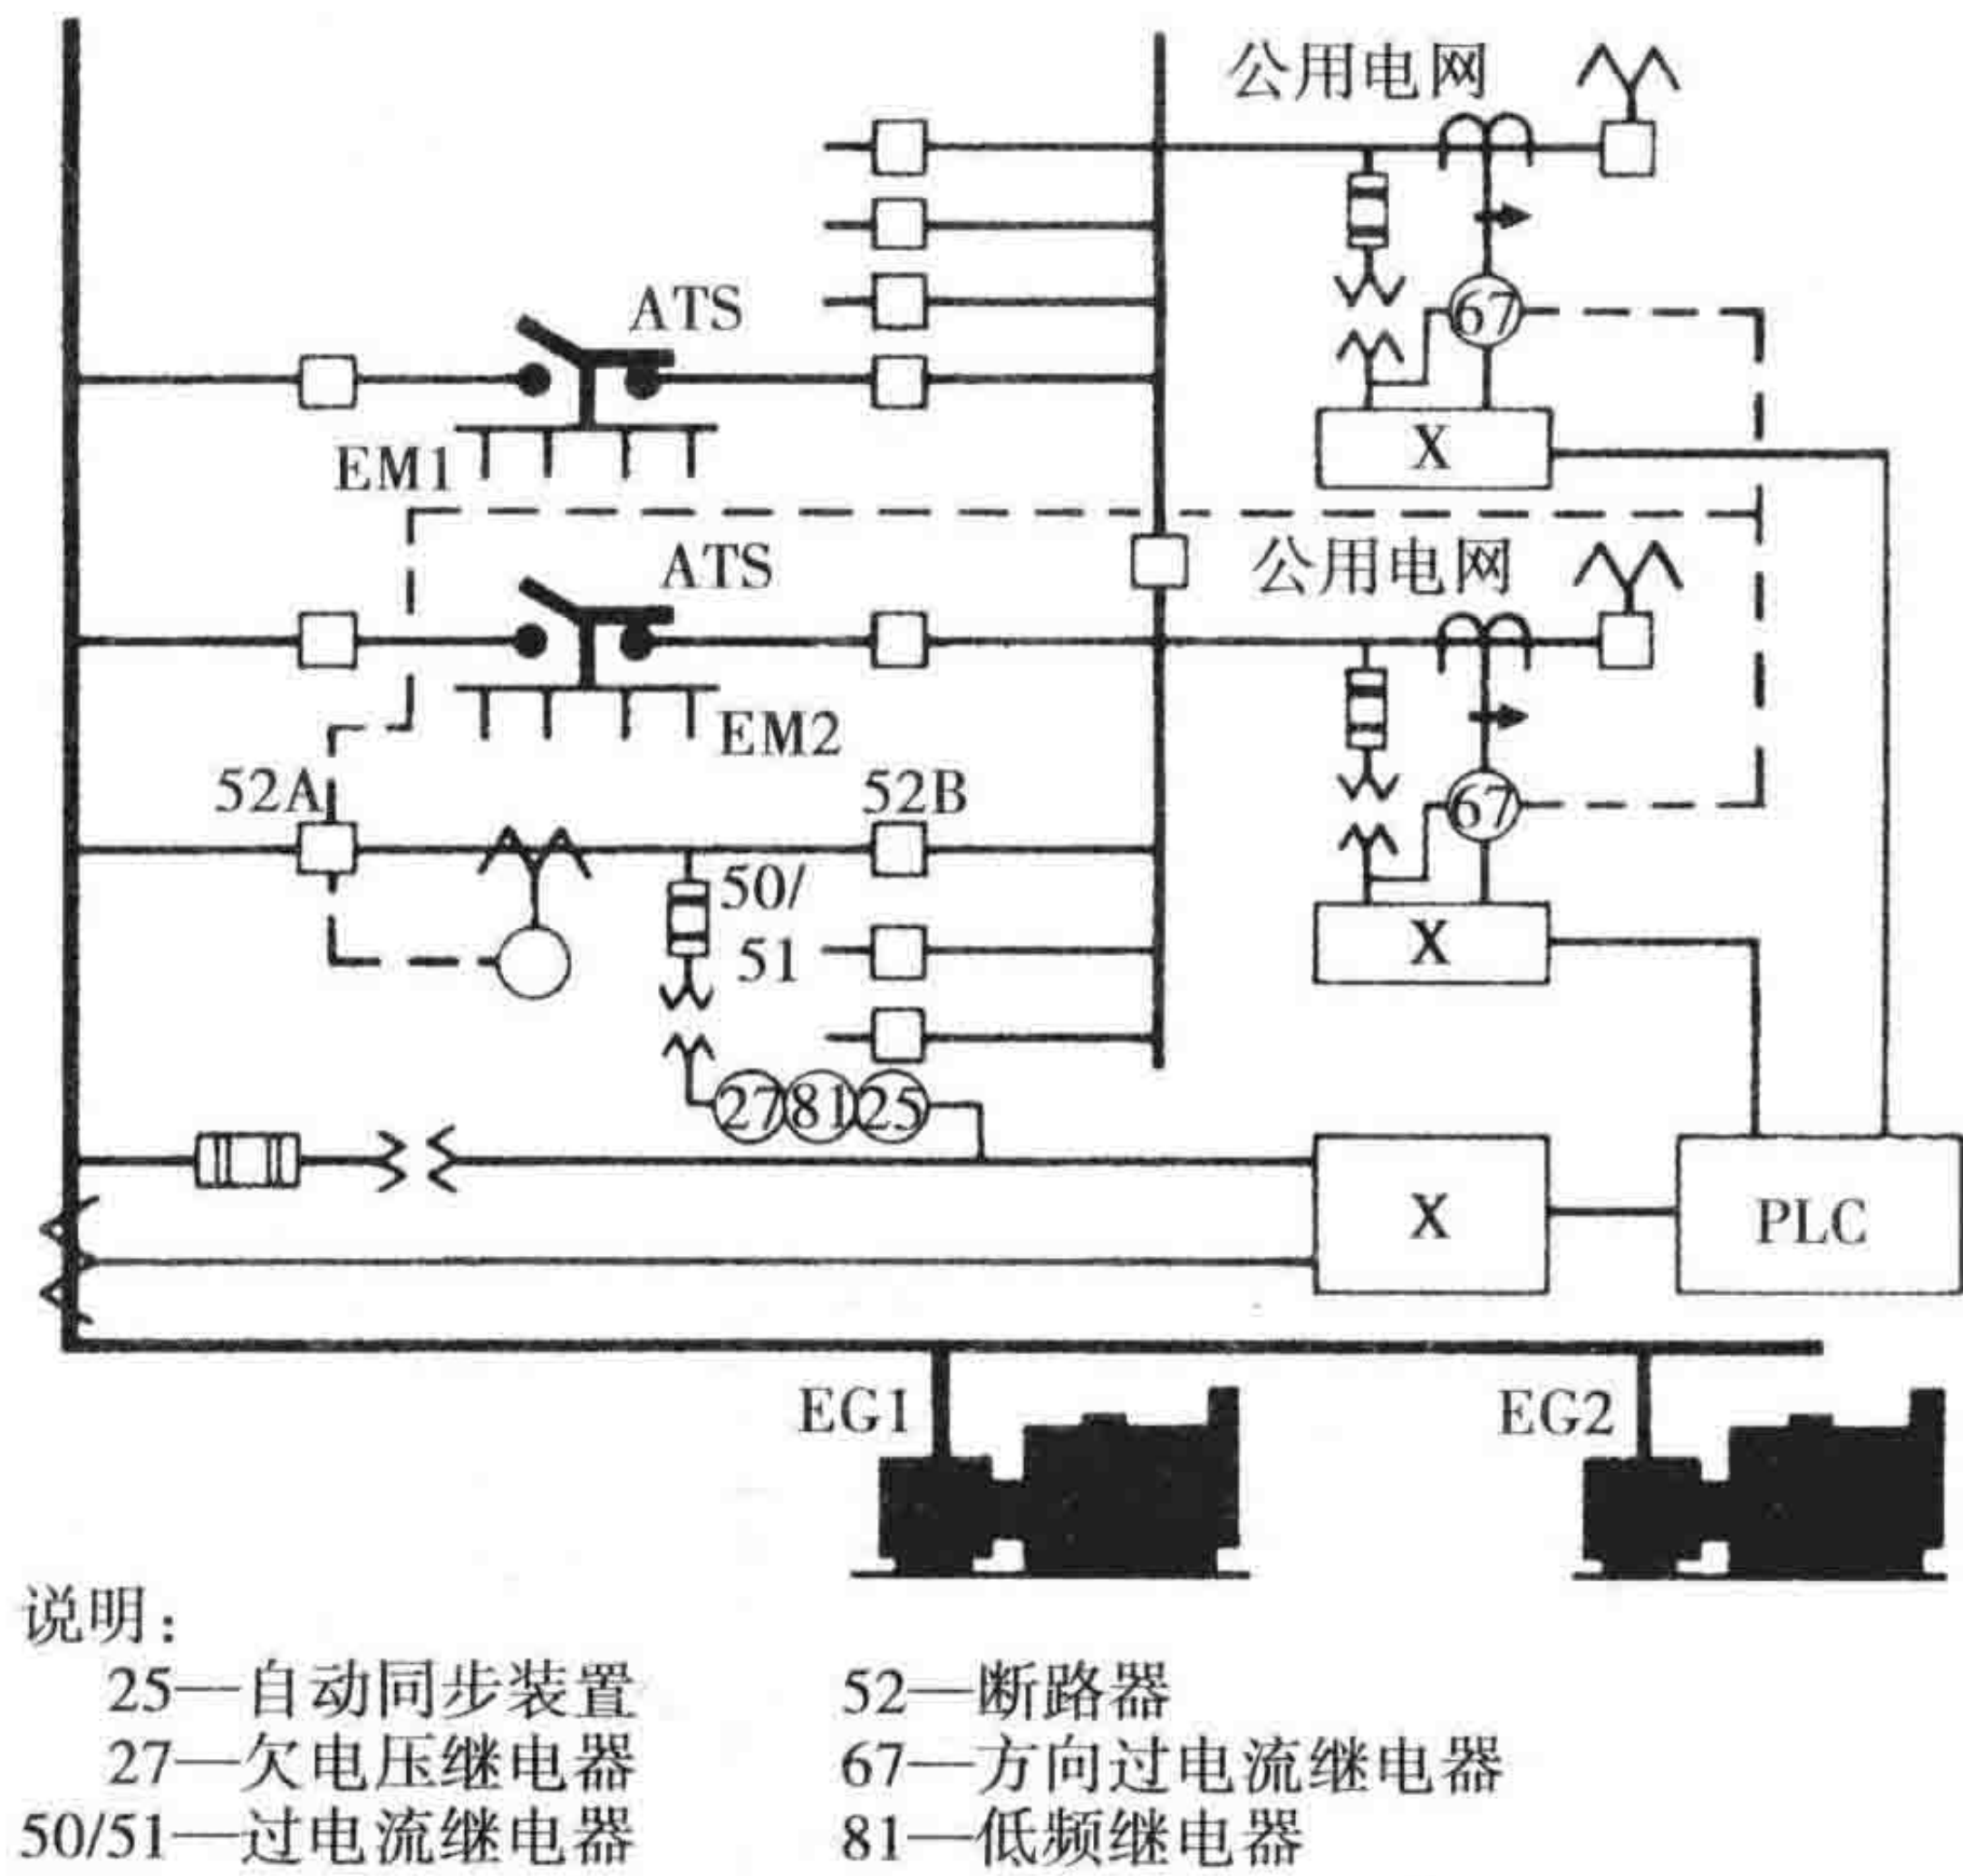 公用电网
ATS
67
EM1
X
ATS
公用电网
EM2
52A
52B
67
50/
51
X
27 81 25
X
PLC
EG1
EG2
说明：
25—自动同步装置
52—断路器
27—欠电压继电器
67—方向过电流继电器
50/51—过电流继电器
81—低频继电器